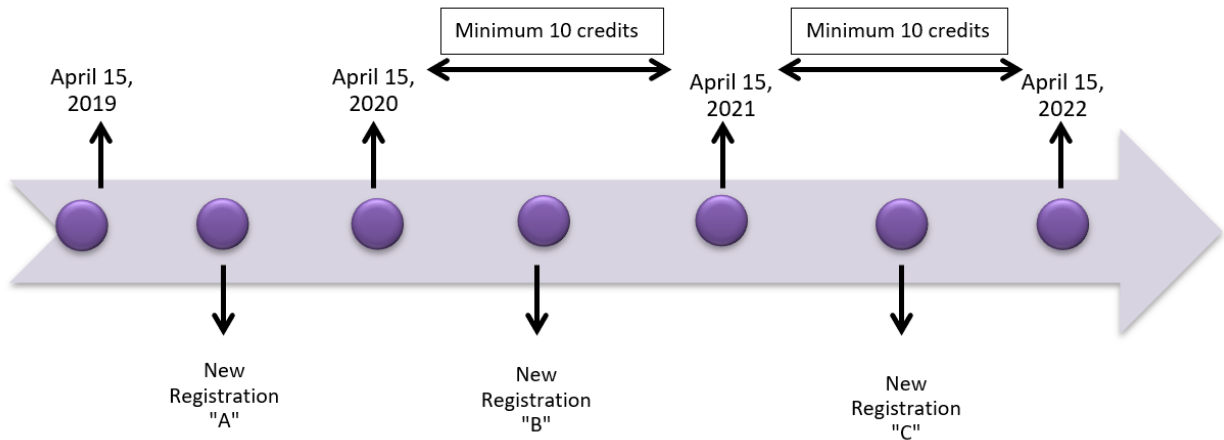 Minimum 10 credits
Minimum 10 credits
April 15,
2019
April 15,
2020
April 15,
2021
April 15,
2022
New
Registration
"A"
New
Registration
"B"
New
Registration
"C"